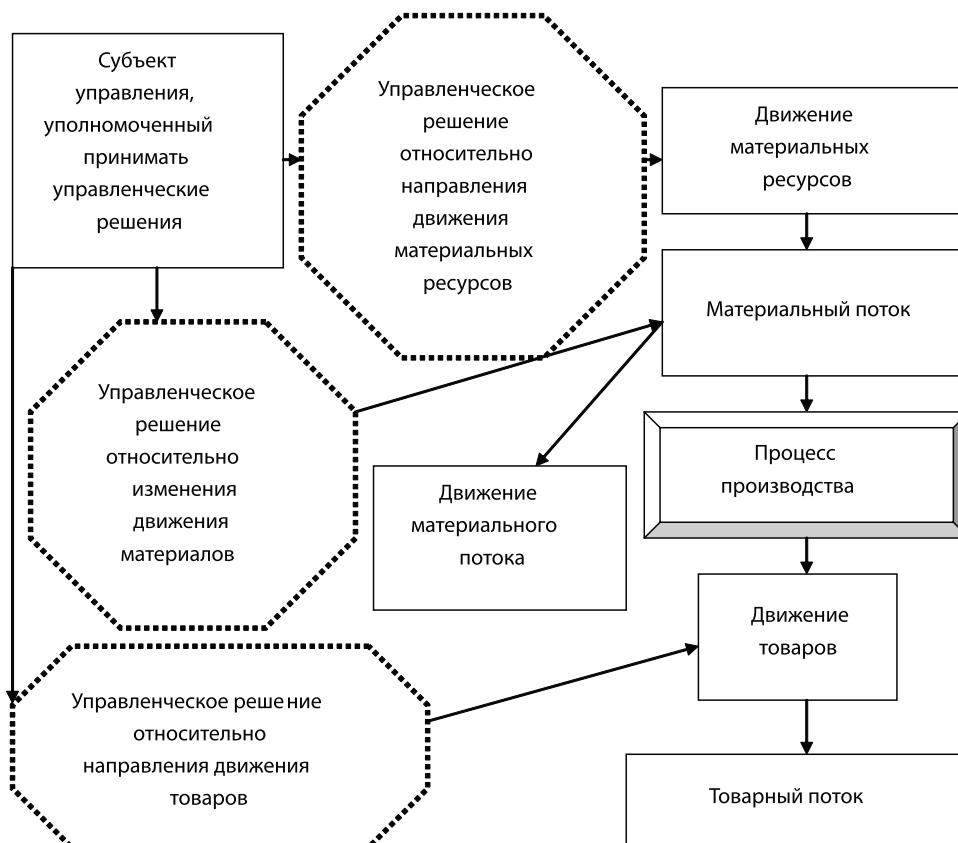 Субъект
управления,
уполномоченный
принимать
управленческие
решения
Управленческое
решение
относительно
направления
движения
материальных
ресурсов
Движение
материальных
ресурсов
Материальный поток
Управленческое
решение
относительно
изменения
движения
материалов
Движение
материального
потока
Процесс
производства
Движение
товаров
Управленческое решение
относительно
направления движения
товаров
Товарный поток